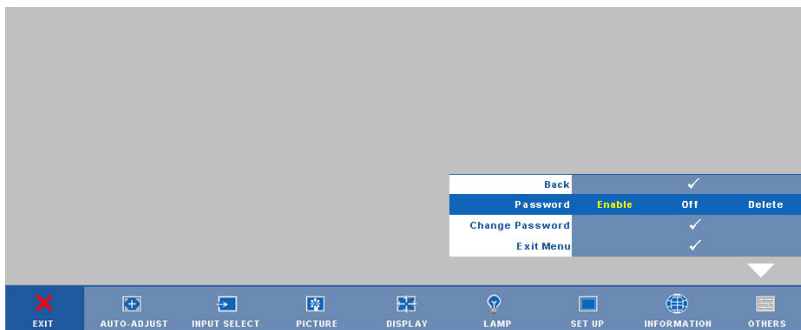 Back
Password Enable Off Delete
Change Password
Exit Menu
EXIT AUTO-ADJUST INPUT SELECT PICTURE DISPLAY LAMP SET UP INFORMATION OTHERS